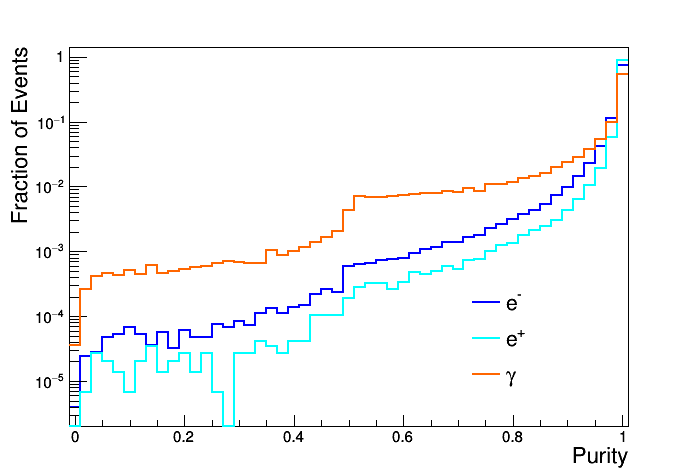 Fraction of Events
1
10⁻¹
10⁻²
10⁻³
10⁻⁴
10⁻⁵
e⁻
e⁺
γ
0 0.2 0.4 0.6 0.8 1
Purity